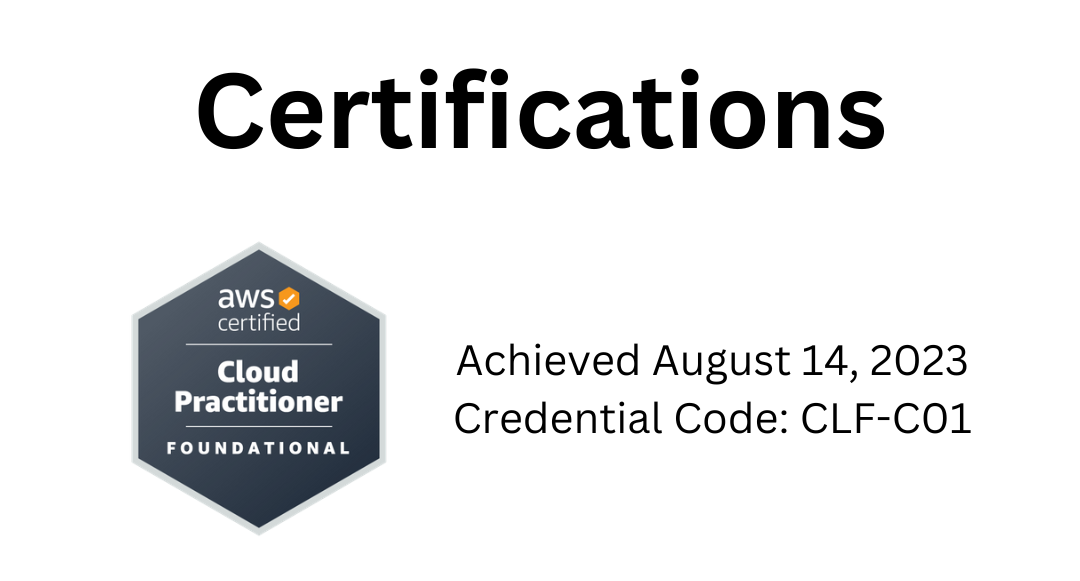 Certifications
aws
certified
Cloud
Practitioner
FOUNDATIONAL
Achieved August 14, 2023
Credential Code: CLF-C01